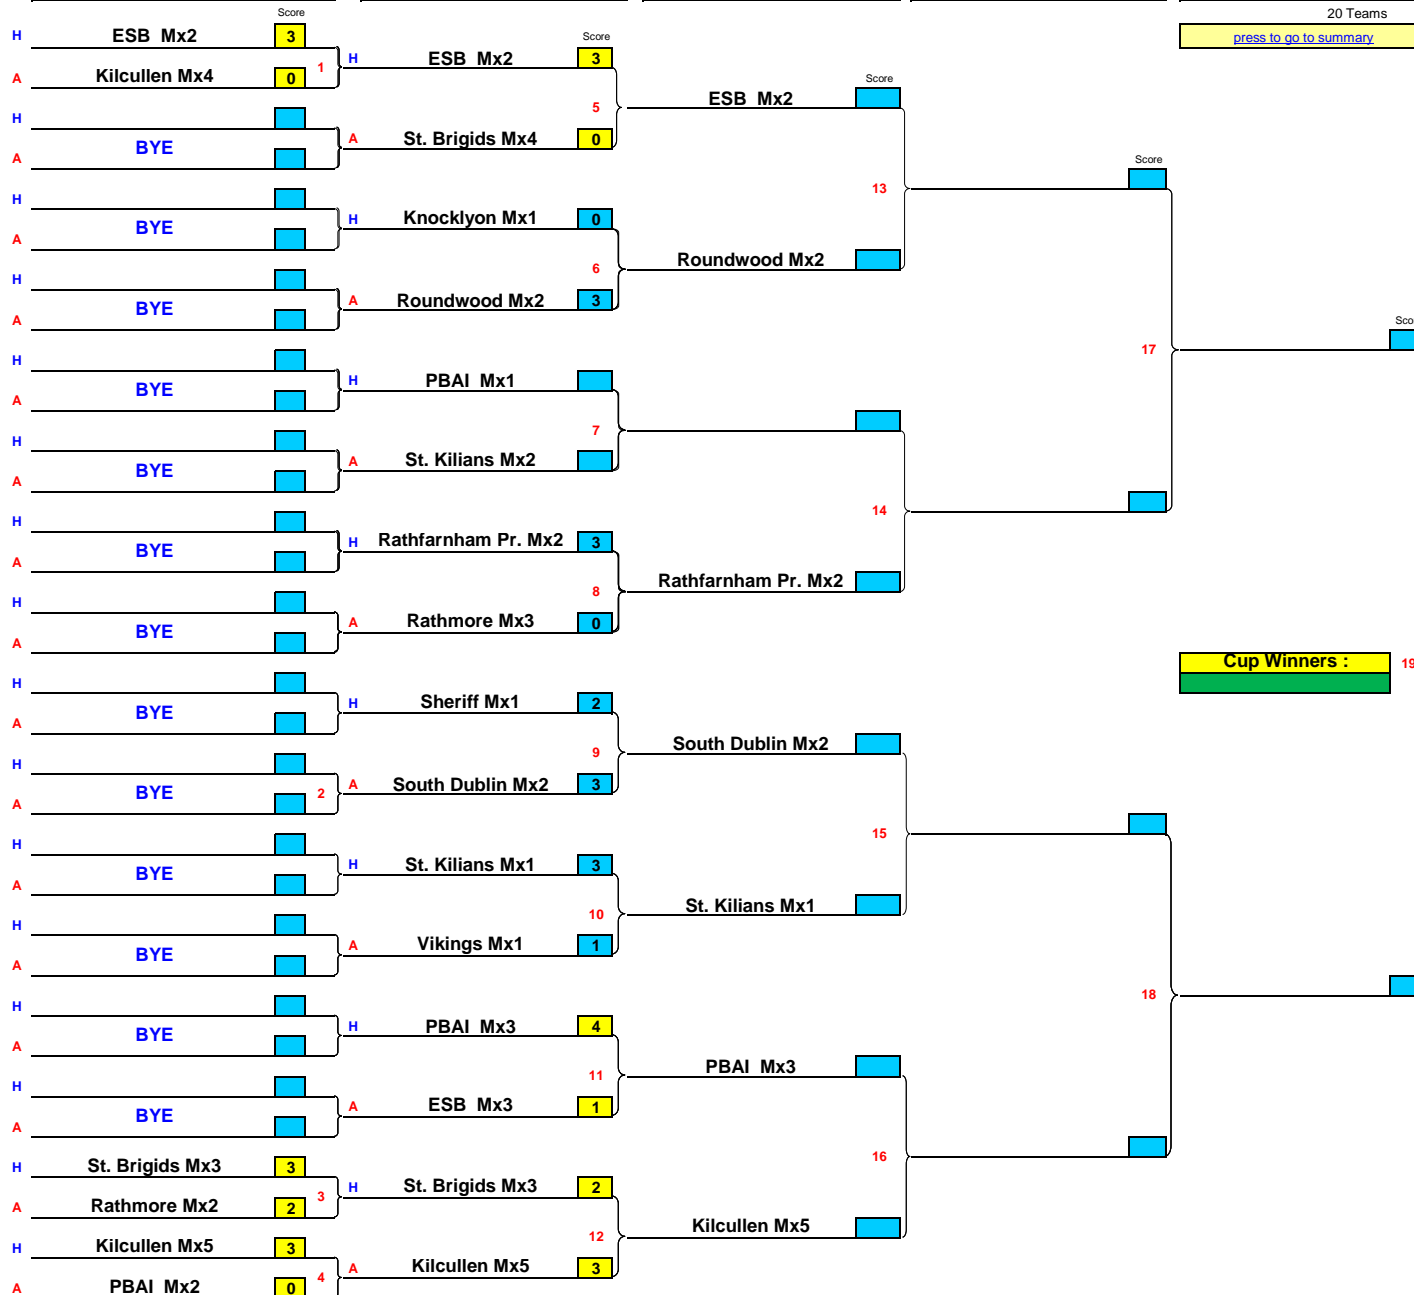 Score
H ESB Mx2 3
A Kilcullen Mx4 0
1
H
BYE
A
H
BYE
A
H
BYE
A
H
BYE
A
H
BYE
A
H
BYE
A
H
BYE
A
H
BYE
A
H
BYE
A
2
H
BYE
A
H
BYE
A
H
BYE
A
H
BYE
A
H St. Brigids Mx3 3
A Rathmore Mx2 2
3
H Kilcullen Mx5 3
A PBAI Mx2 0
4
Score
H ESB Mx2 3
5
A St. Brigids Mx4 0
H Knocklyon Mx1 0
6
A Roundwood Mx2 3
H PBAI Mx1
7
A St. Kilians Mx2
H Rathfarnham Pr. Mx2 3
8
A Rathmore Mx3 0
H Sheriff Mx1 2
9
A South Dublin Mx2 3
H St. Kilians Mx1 3
10
A Vikings Mx1 1
H PBAI Mx3 4
11
A ESB Mx3 1
H St. Brigids Mx3 2
12
A Kilcullen Mx5 3
Score
ESB Mx2
13
Roundwood Mx2
14
Rathfarnham Pr. Mx2
South Dublin Mx2
15
St. Kilians Mx1
PBAI Mx3
16
Kilcullen Mx5
Score
17
18
20 Teams
press to go to summary
Sco
Cup Winners : 19